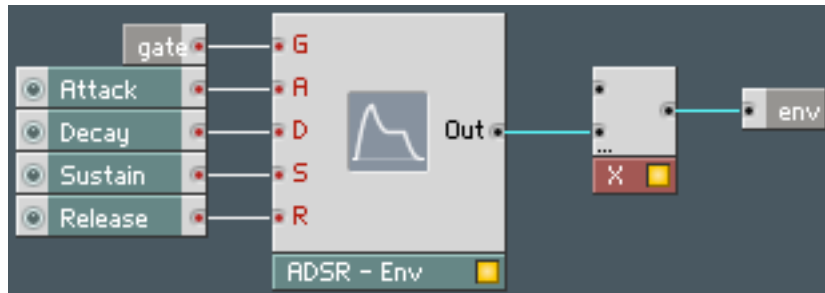 gate
G
Attack
A
Decay
D
Out
env
Sustain
S
...
X
Release
R
ADSR - Env